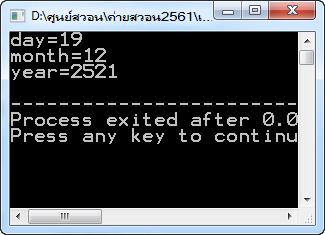 D:\ศูนย์สวอน\ค่ายสวอน2561\เ...
day=19
month=12
year=2521
--------------------------
Process exited after 0.0
Press any key to continu